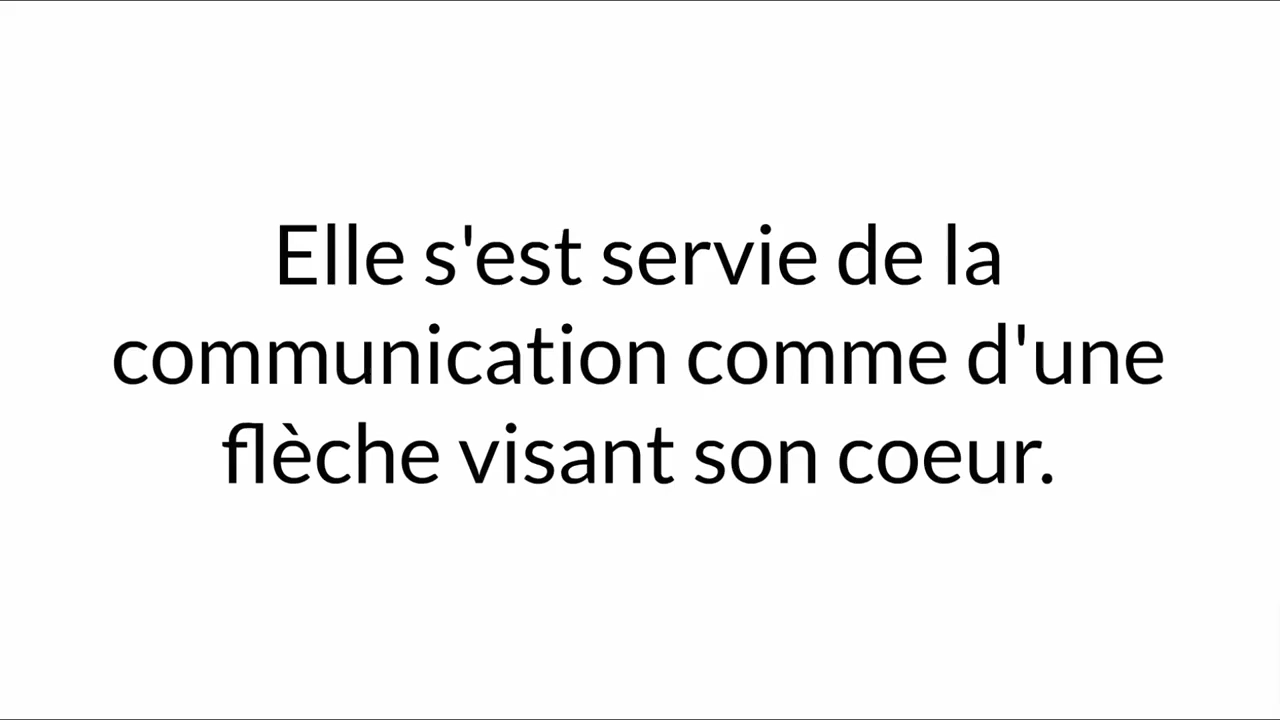 Elle s'est servie de la
communication comme d'une
flèche visant son coeur.